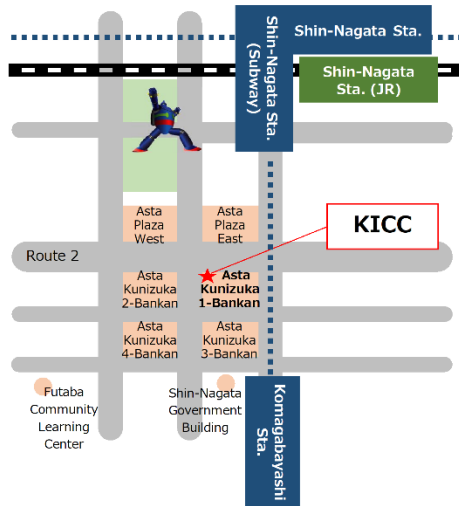 Shin-Nagata Sta.
Shin-Nagata Sta.
(Subway)
Shin-Nagata
Sta. (JR)
Asta
Plaza
West
Asta
Plaza
East
KICC
Route 2
Asta
Kunizuka
2-Bankan
Asta
Kunizuka
1-Bankan
Asta
Kunizuka
4-Bankan
Asta
Kunizuka
3-Bankan
Futaba
Community
Learning
Center
Shin-Nagata
Government
Building
Komagabayashi
Sta.